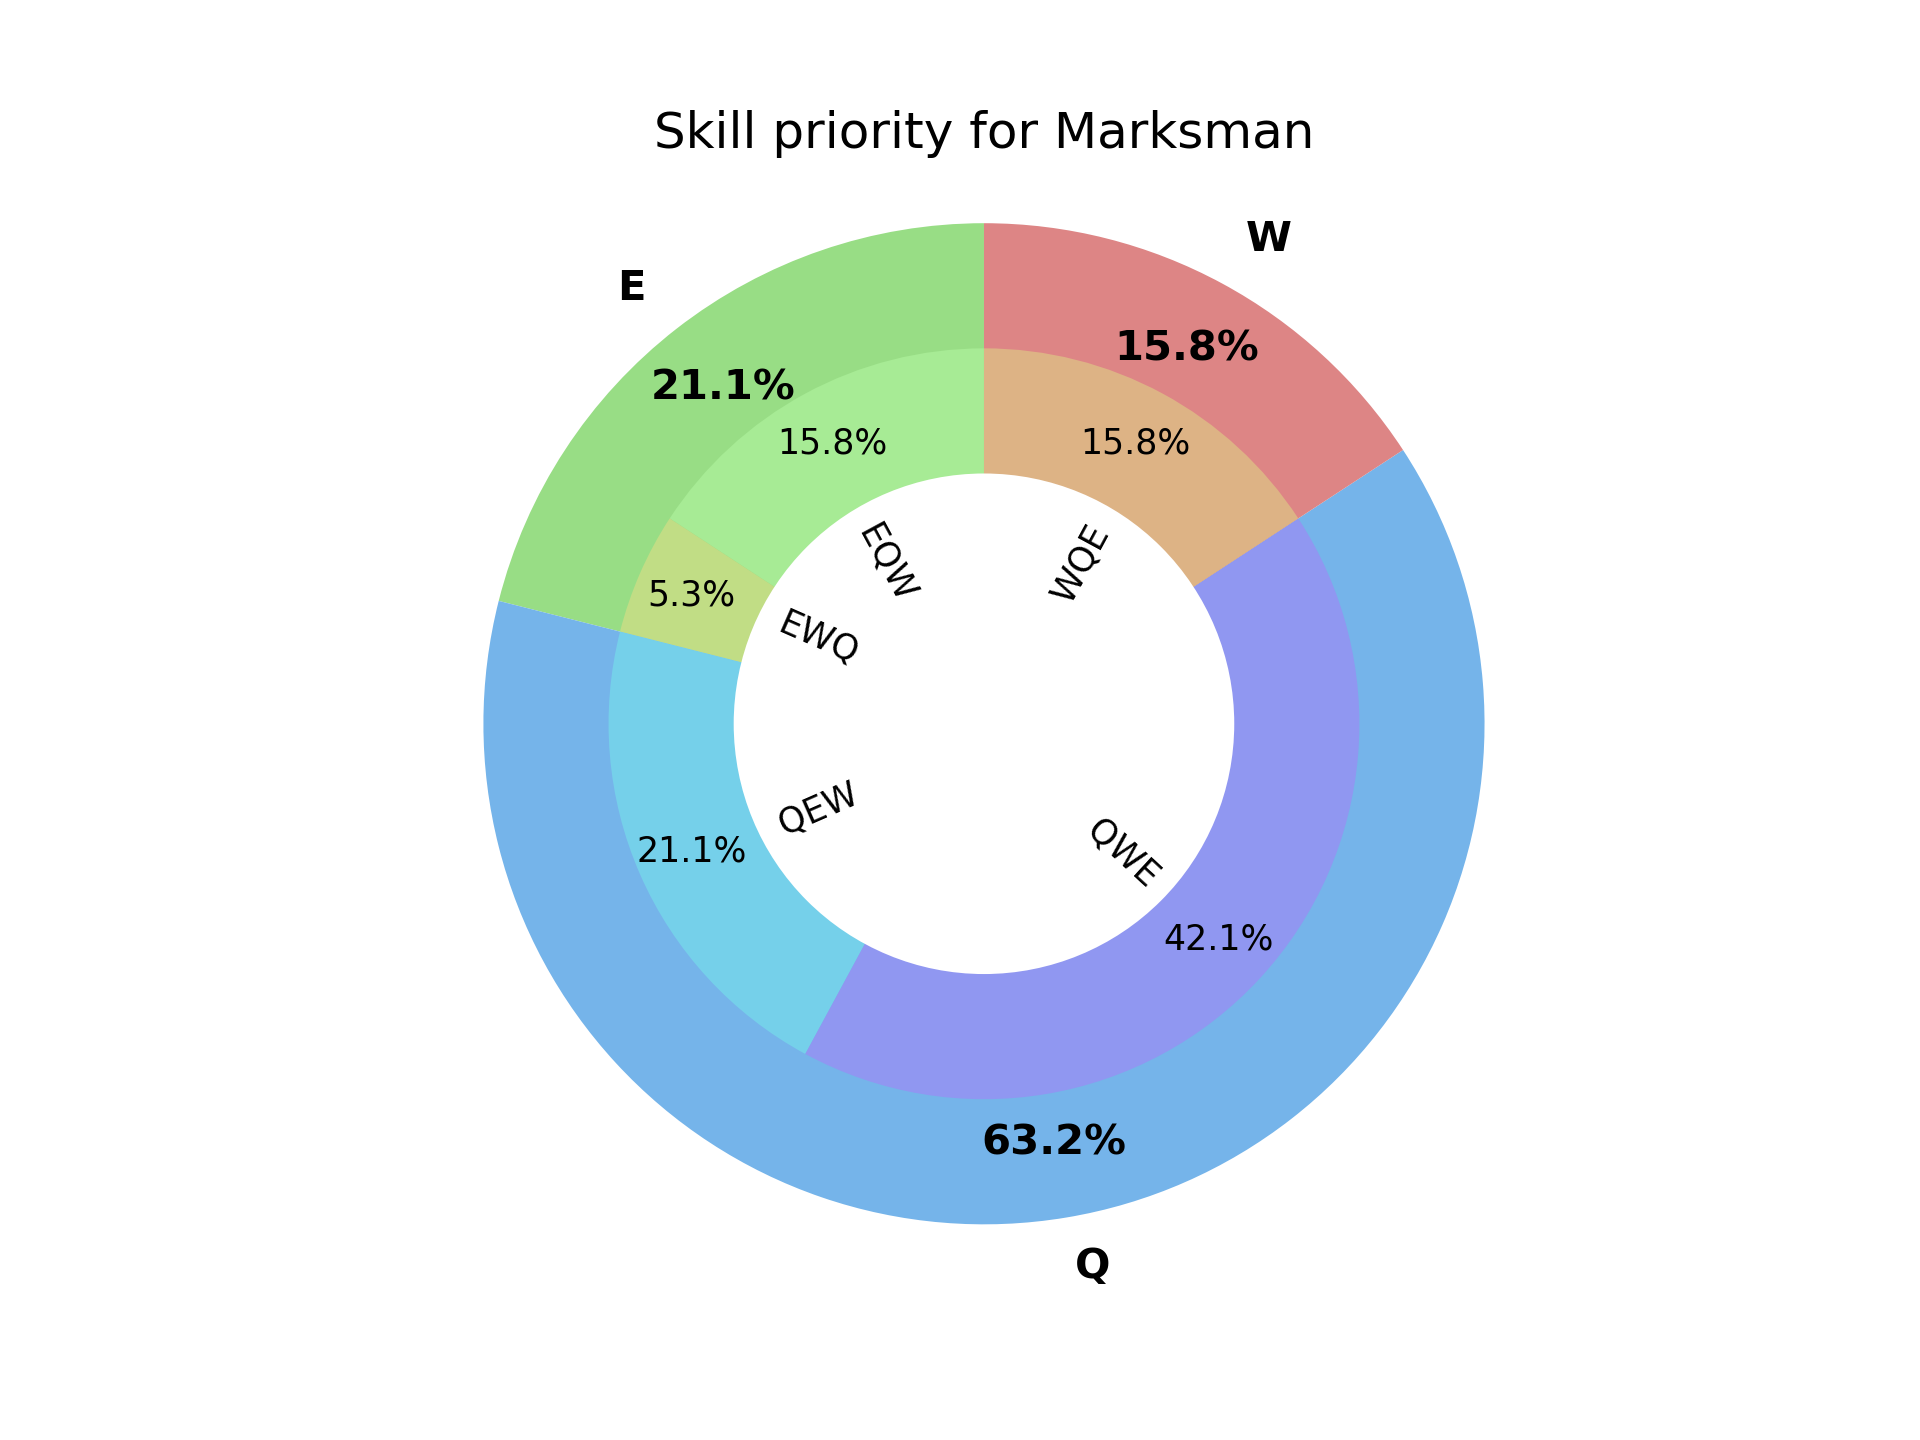 Skill priority for Marksman
W
E
15.8%
21.1%
15.8%
15.8%
EQW
WQE
5.3%
EWQ
QEW
21.1%
QWE
42.1%
63.2%
Q